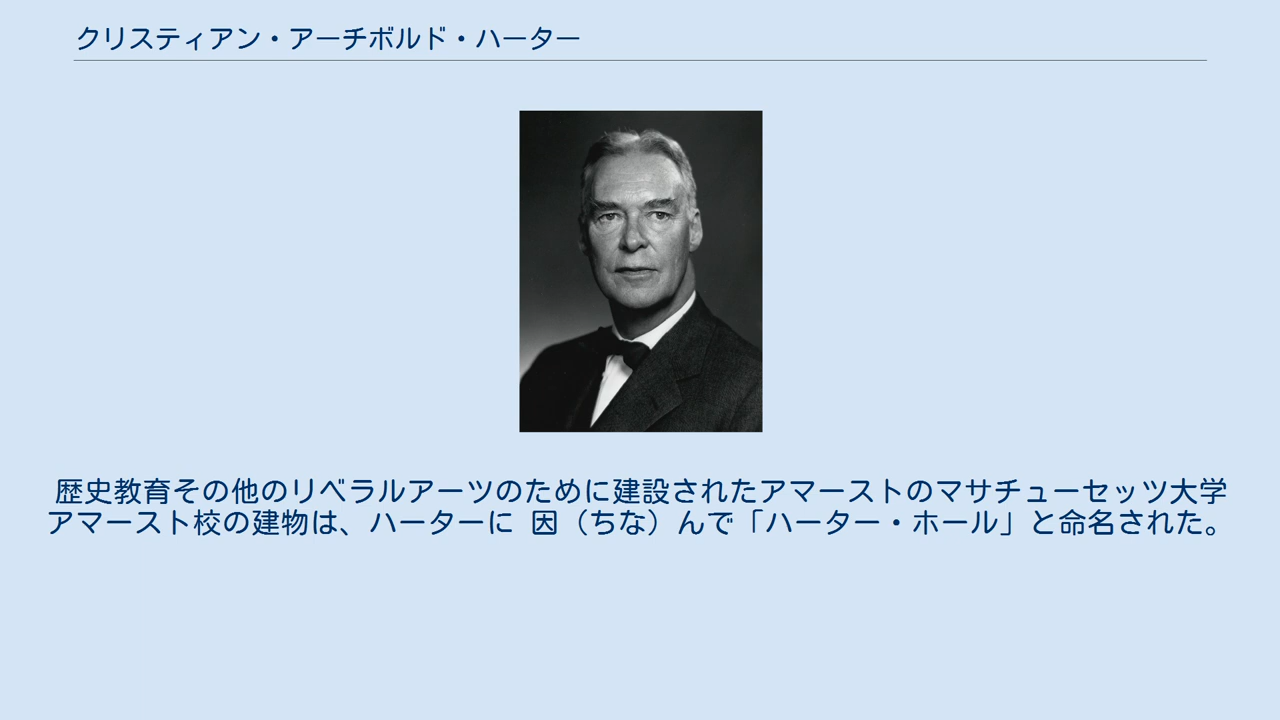 クリスティアン・アーチボルド・ハーター
歴史教育その他のリベラルアーツのために建設されたアマーストのマサチューセッツ大学
アマースト校の建物は、ハーターに 因（ちな）んで「ハーター・ホール」と命名された。